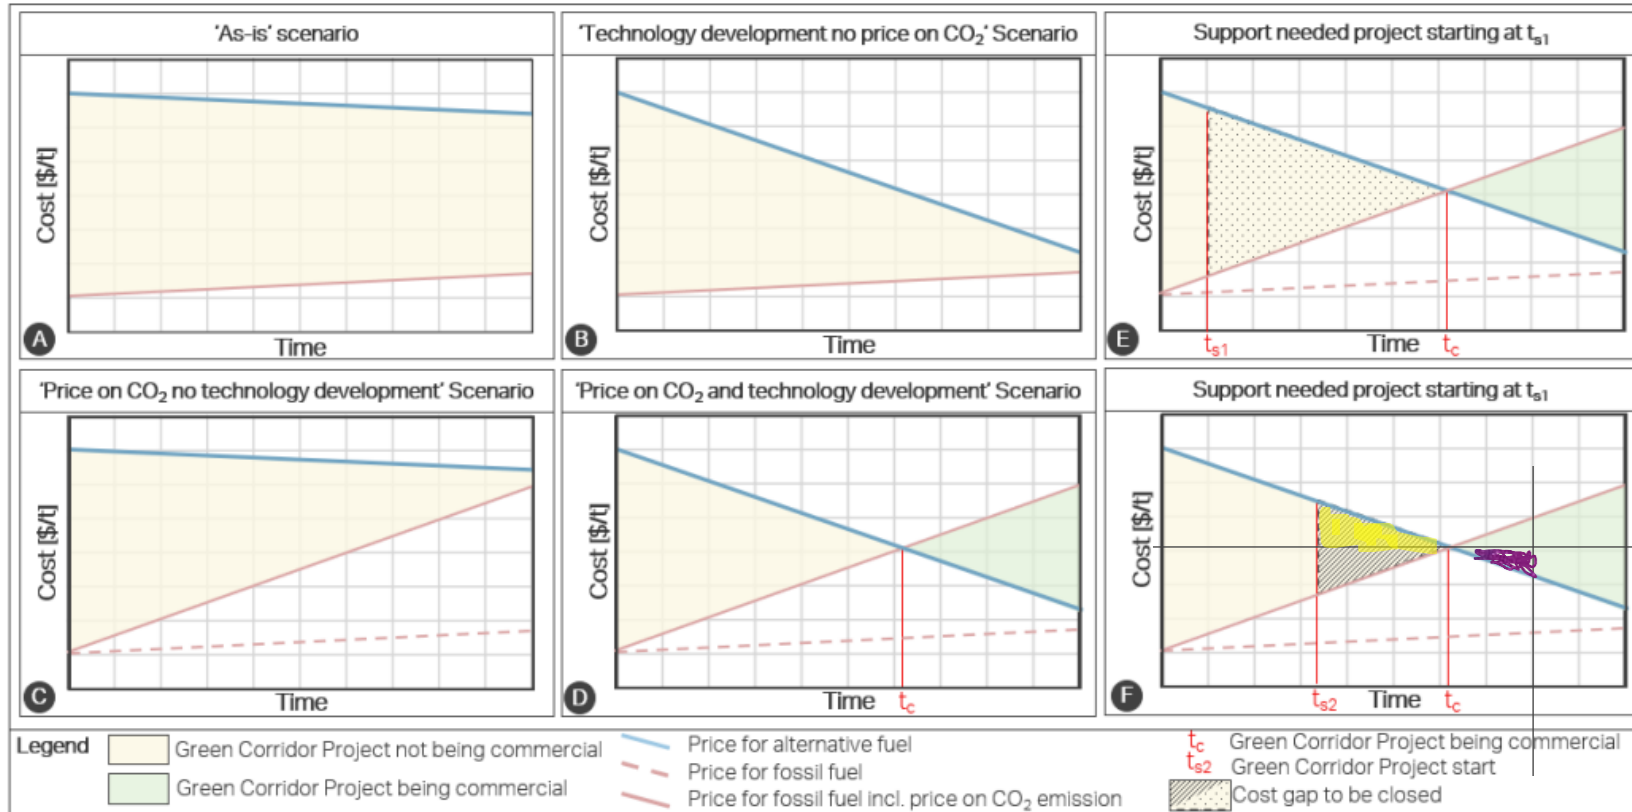 'As-is' scenario
Cost [$/t]
A
Time
'Technology development no price on CO₂' Scenario
Cost [$/t]
B
Time
Support needed project starting at tₛ₁
Cost [$/t]
E
tₛ₁
Time
t꜀
'Price on CO₂ no technology development' Scenario
Cost [$/t]
C
Time
'Price on CO₂ and technology development' Scenario
Cost [$/t]
D
Time
t꜀
Support needed project starting at tₛ₁
Cost [$/t]
F
tₛ₂
Time
t꜀
Legend
Green Corridor Project not being commercial
Green Corridor Project being commercial
Price for alternative fuel
Price for fossil fuel
Price for fossil fuel incl. price on CO₂ emission
t꜀ Green Corridor Project being commercial
tₛ₂ Green Corridor Project start
Cost gap to be closed